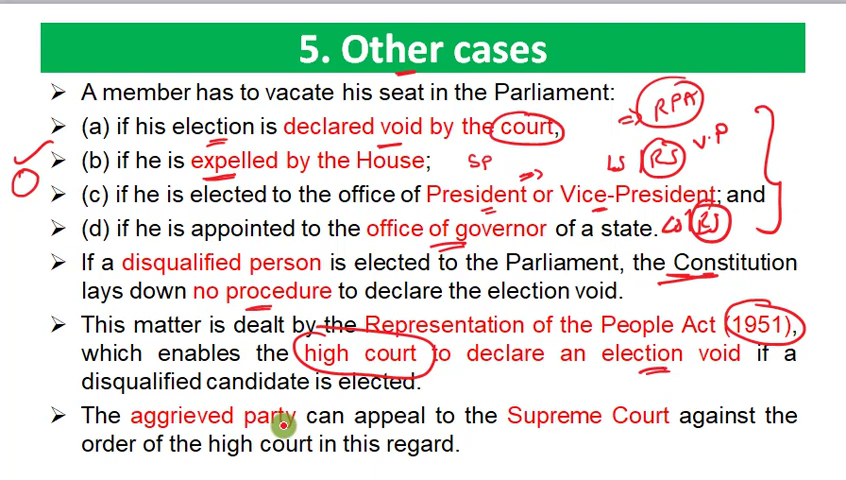 5. Other cases
➢ A member has to vacate his seat in the Parliament:
RPA
➢ (a) if his election is declared void by the court,
V.P
➢ (b) if he is expelled by the House; SP LS RS
➢ (c) if he is elected to the office of President or Vice-President; and
➢ (d) if he is appointed to the office of governor of a state. LS RS
➢ If a disqualified person is elected to the Parliament, the Constitution
lays down no procedure to declare the election void.
➢ This matter is dealt by the Representation of the People Act (1951),
which enables the high court to declare an election void if a
disqualified candidate is elected.
➢ The aggrieved party can appeal to the Supreme Court against the
order of the high court in this regard.